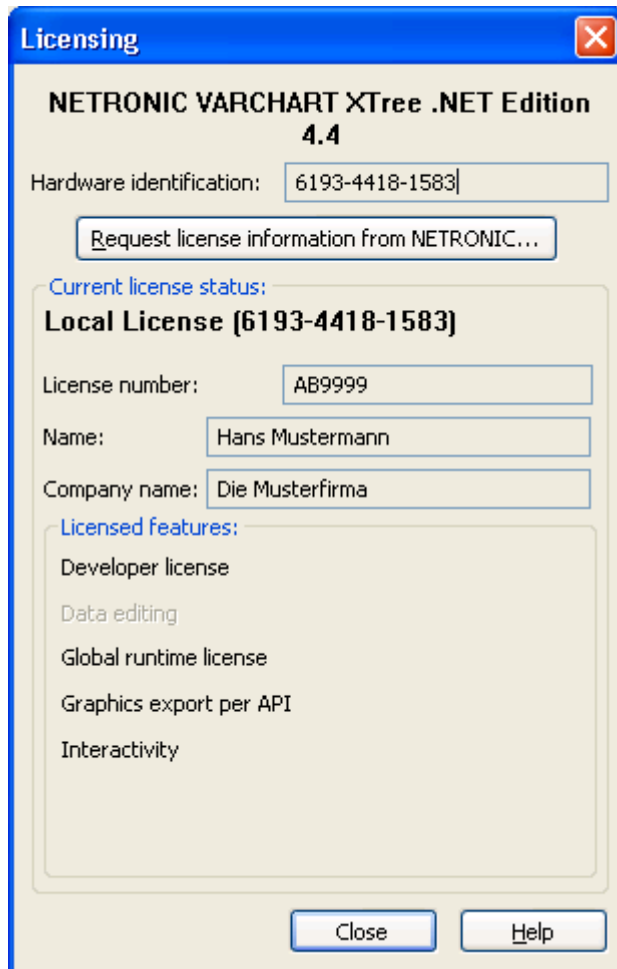 Licensing
NETRONIC VARCHART XTree .NET Edition
4.4
Hardware identification: 6193-4418-1583
Request license information from NETRONIC...
Current license status:
Local License (6193-4418-1583)
License number: AB9999
Name: Hans Mustermann
Company name: Die Musterfirma
Licensed features:
Developer license
Data editing
Global runtime license
Graphics export per API
Interactivity
Close Help